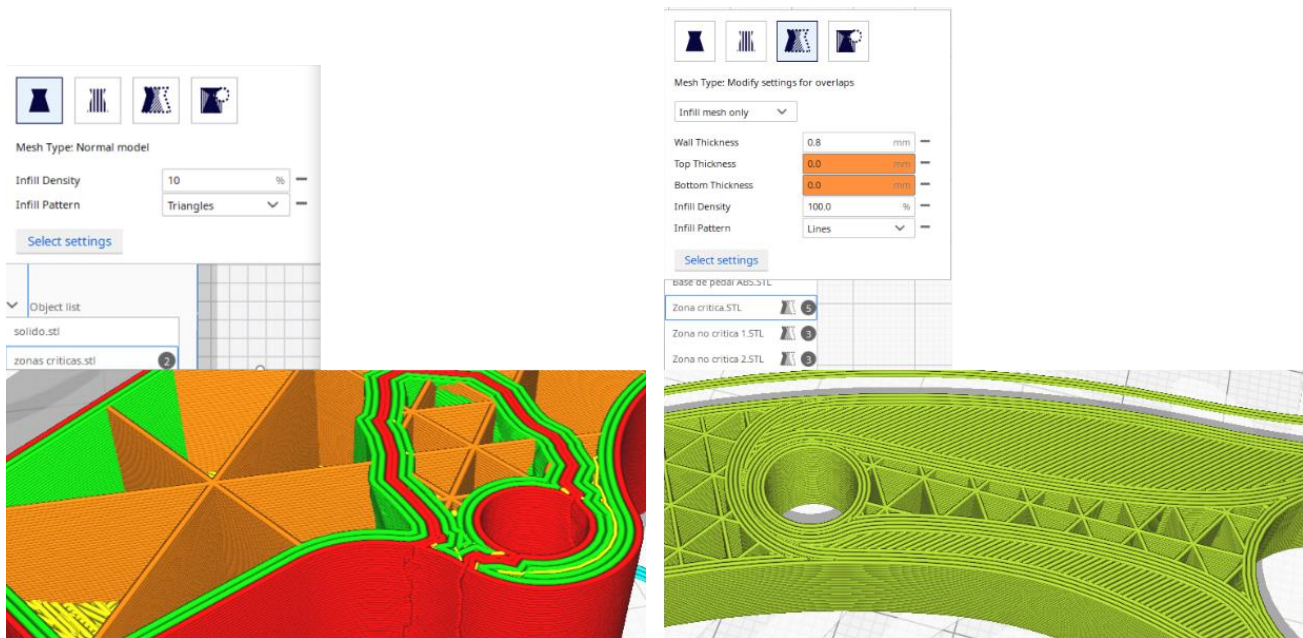 Mesh Type: Normal model
Infill Density 10 %
Infill Pattern Triangles
Select settings
Object list
solido.stl
zonas criticas.stl 2
Mesh Type: Modify settings for overlaps
Infill mesh only
Wall Thickness 0.8 mm
Top Thickness 0.0 mm
Bottom Thickness 0.0 mm
Infill Density 100.0 %
Infill Pattern Lines
Select settings
Base de pedal ABS.STL
Zona critica.STL 5
Zona no critica 1.STL 3
Zona no critica 2.STL 3